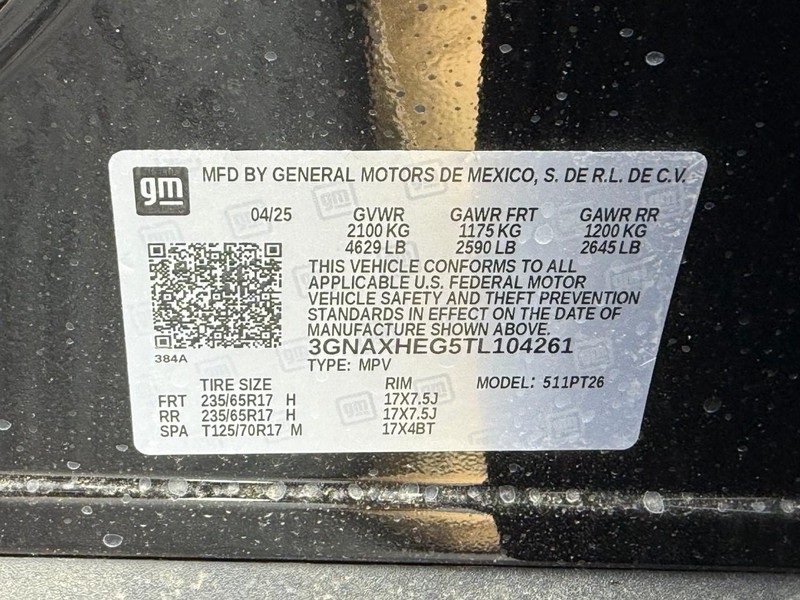 gm MFD BY GENERAL MOTORS DE MEXICO, S. DE R.L. DE C.V.
04/25 GVWR GAWR FRT GAWR RR
2100 KG 1175 KG 1200 KG
4629 LB 2590 LB 2645 LB
THIS VEHICLE CONFORMS TO ALL
APPLICABLE U.S. FEDERAL MOTOR
VEHICLE SAFETY AND THEFT PREVENTION
STANDARDS IN EFFECT ON THE DATE OF
MANUFACTURE SHOWN ABOVE.
3GNAXHEG5TL104261
384A
TYPE: MPV
TIRE SIZE RIM MODEL: 511PT26
FRT 235/65R17 H 17X7.5J
RR 235/65R17 H 17X7.5J
SPA T125/70R17 M 17X4BT